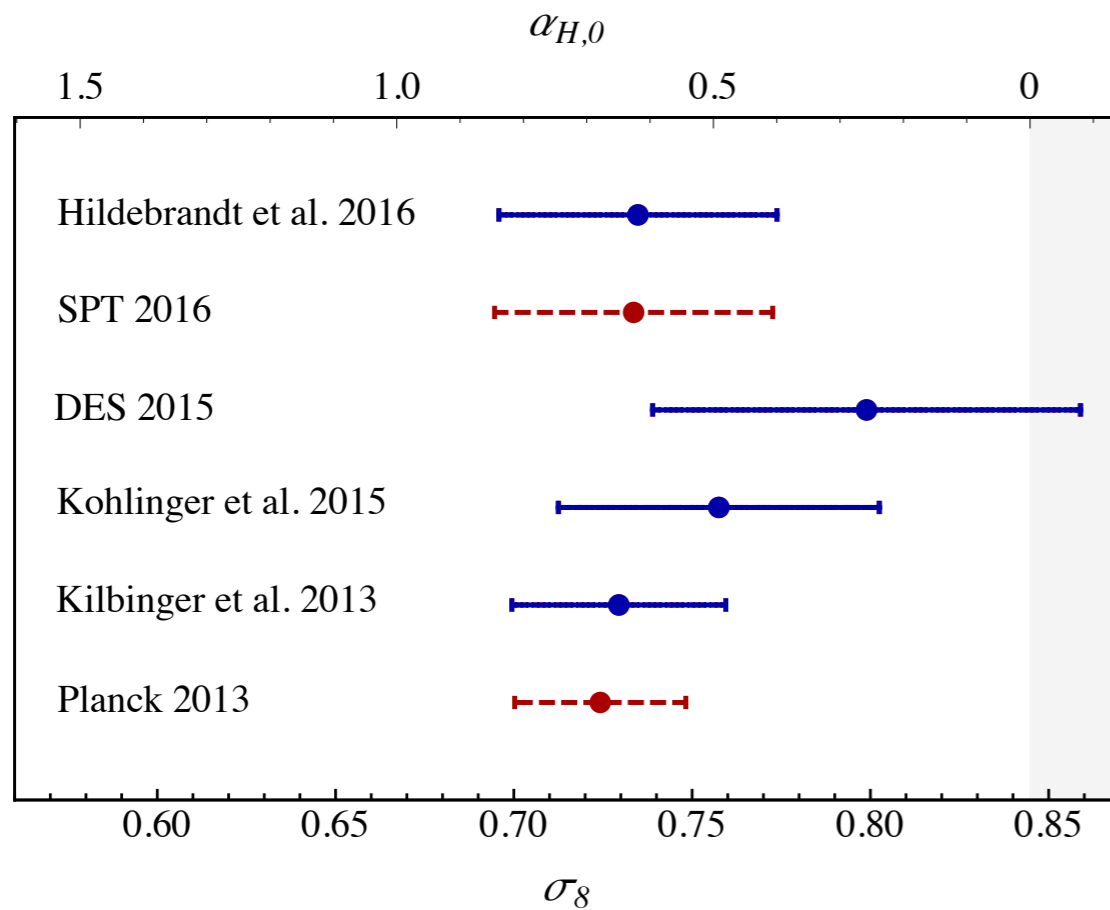 α_H,0
1.5 1.0 0.5 0
Hildebrandt et al. 2016
SPT 2016
DES 2015
Kohlinger et al. 2015
Kilbinger et al. 2013
Planck 2013
0.60 0.65 0.70 0.75 0.80 0.85
σ_8